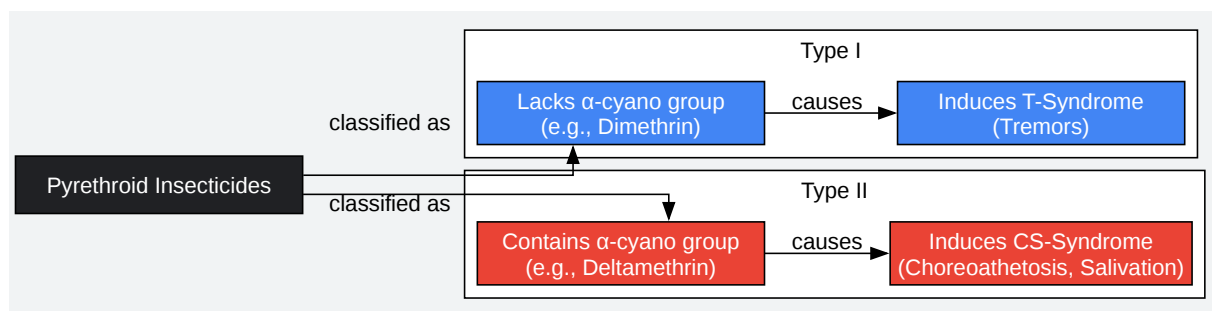 Type I
Lacks α-cyano group
(e.g., Dimethrin)
causes
Induces T-Syndrome
(Tremors)
classified as
Pyrethroid Insecticides
classified as
Type II
Contains α-cyano group
(e.g., Deltamethrin)
causes
Induces CS-Syndrome
(Choreoathetosis, Salivation)